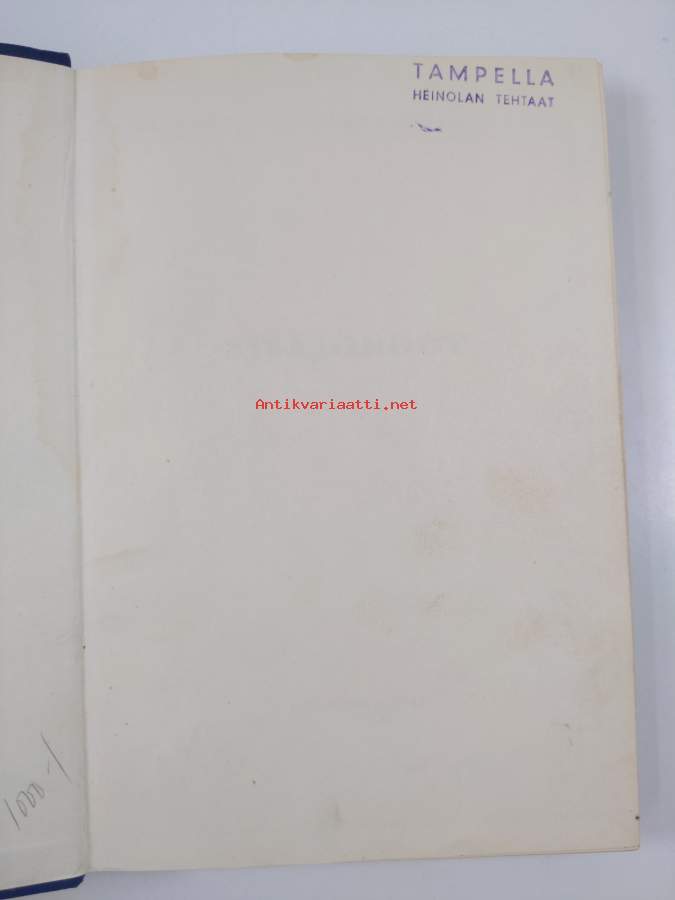 TAMPELLA
HEINOLAN TEHTAAT
Antikvariaatti.net
1000-/